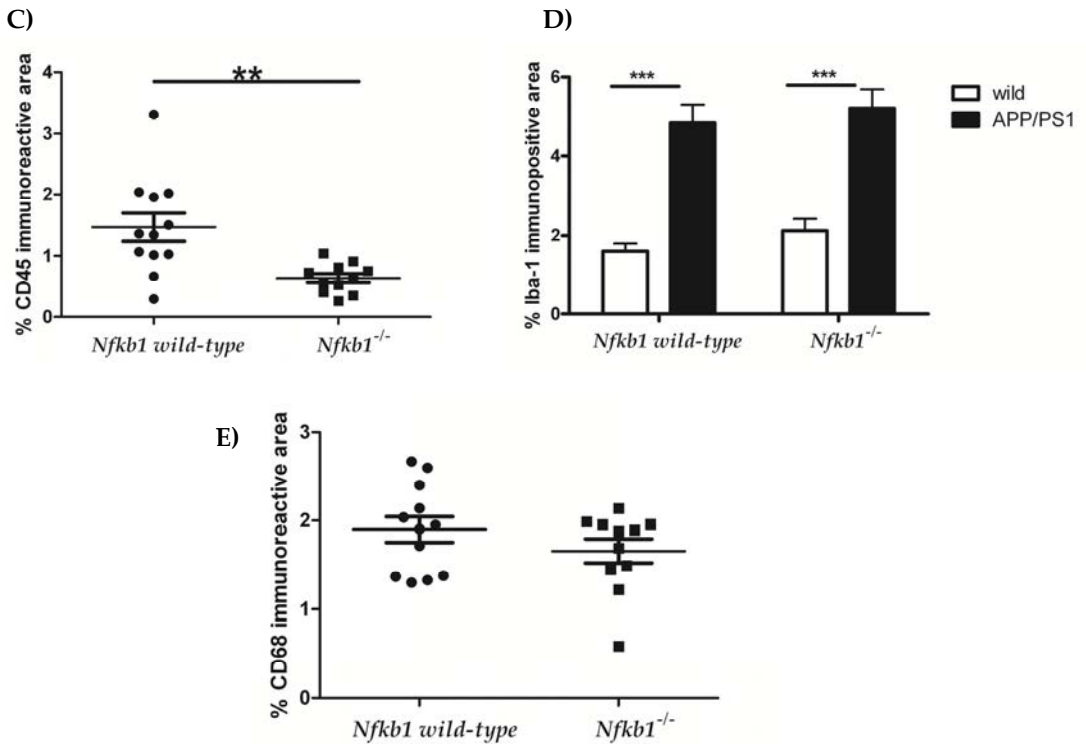 C)
% CD45 immunoreactive area
4
3
2
1
0
**
Nfkb1 wild-type
Nfkb1-/-
D)
% Iba-1 immunopositive area
6
4
2
0
***
***
Nfkb1 wild-type
Nfkb1-/-
wild
APP/PS1
E)
% CD68 immunoreactive area
3
2
1
0
Nfkb1 wild-type
Nfkb1-/-